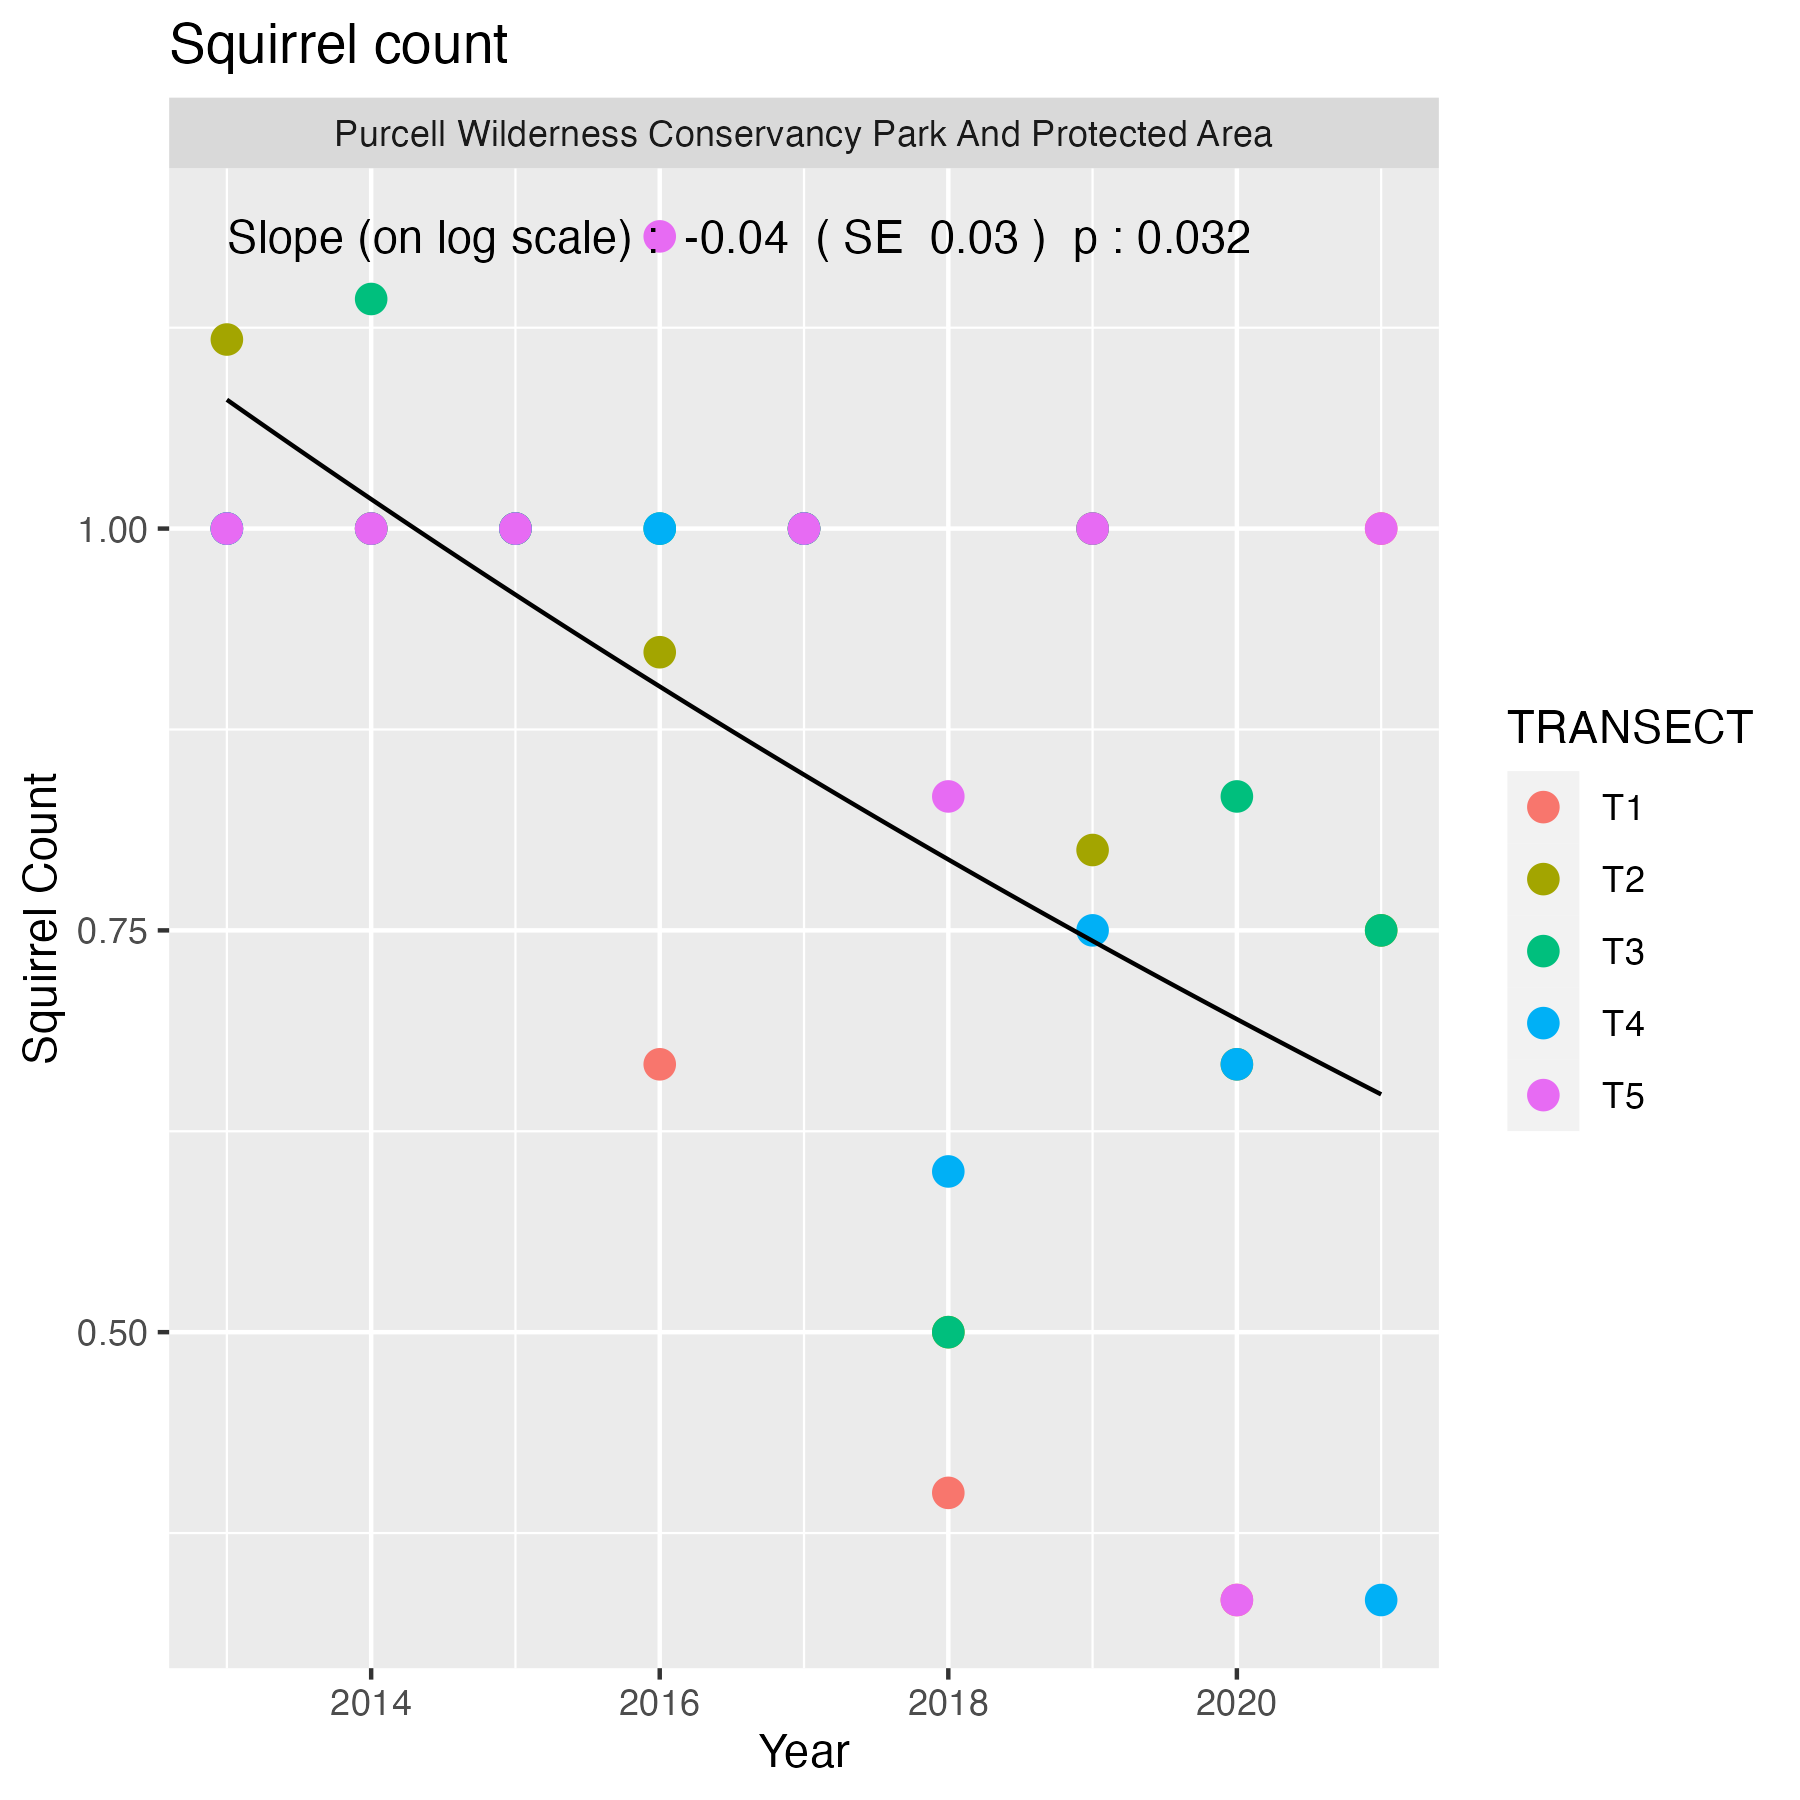 Squirrel count
Purcell Wilderness Conservancy Park And Protected Area
Slope (on log scale) : -0.04 ( SE 0.03 ) p : 0.032
1.00
0.75
0.50
Squirrel Count
2014 2016 2018 2020
Year
TRANSECT
T1
T2
T3
T4
T5